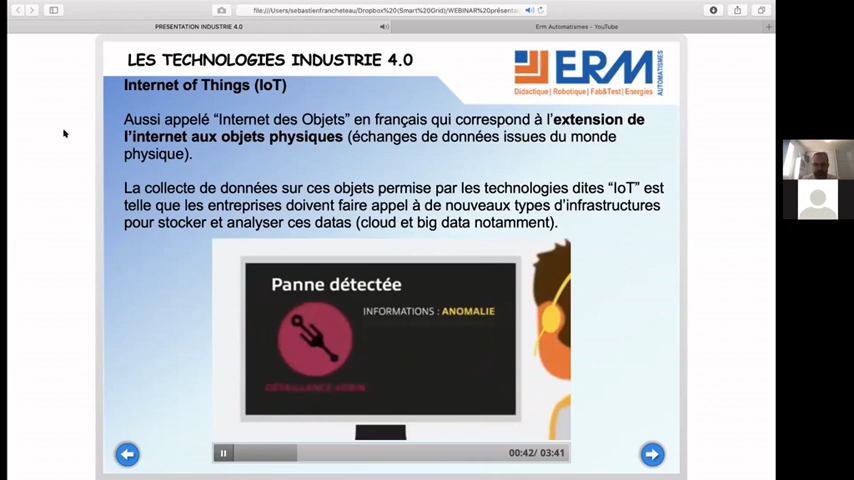 file:///Users/sebastienfrancheteau/Dropbox%20(Smart%20Grid)/WEBINAR%20présentat
PRESENTATION INDUSTRIE 4.0
Erm Automatismes - YouTube
LES TECHNOLOGIES INDUSTRIE 4.0
ERM
AUTOMATISMES
Didactique | Robotique | Fab&Test | Energies
Internet of Things (IoT)
Aussi appelé “Internet des Objets” en français qui correspond à l’extension de
l’internet aux objets physiques (échanges de données issues du monde
physique).
La collecte de données sur ces objets permise par les technologies dites “IoT” est
telle que les entreprises doivent faire appel à de nouveaux types d’infrastructures
pour stocker et analyser ces datas (cloud et big data notamment).
Panne détectée
INFORMATIONS : ANOMALIE
00:42/ 03:41